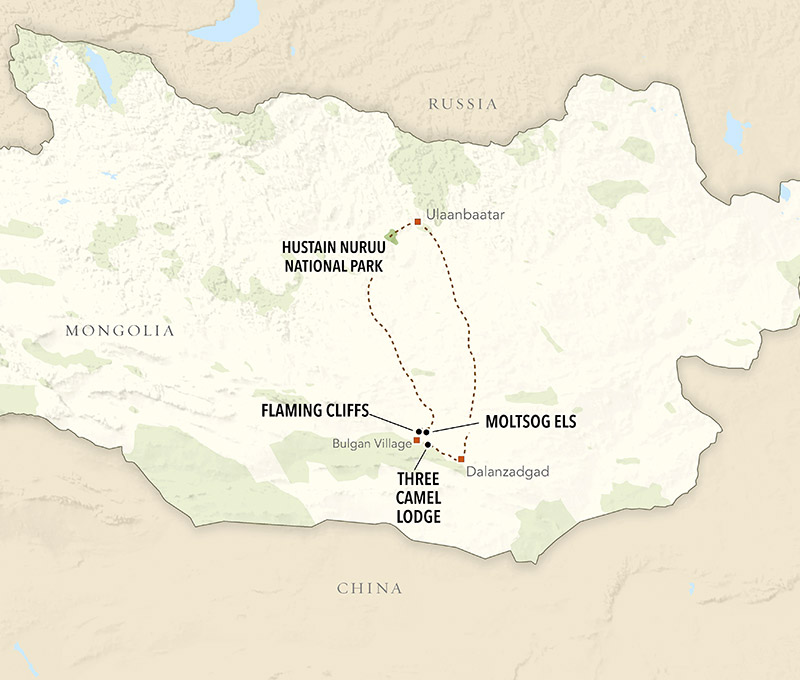 RUSSIA
Ulaanbaatar
HUSTAIN NURUU
NATIONAL PARK
MONGOLIA
FLAMING CLIFFS
MOLTSOG ELS
Bulgan Village
Dalanzadgad
THREE
CAMEL
LODGE
CHINA